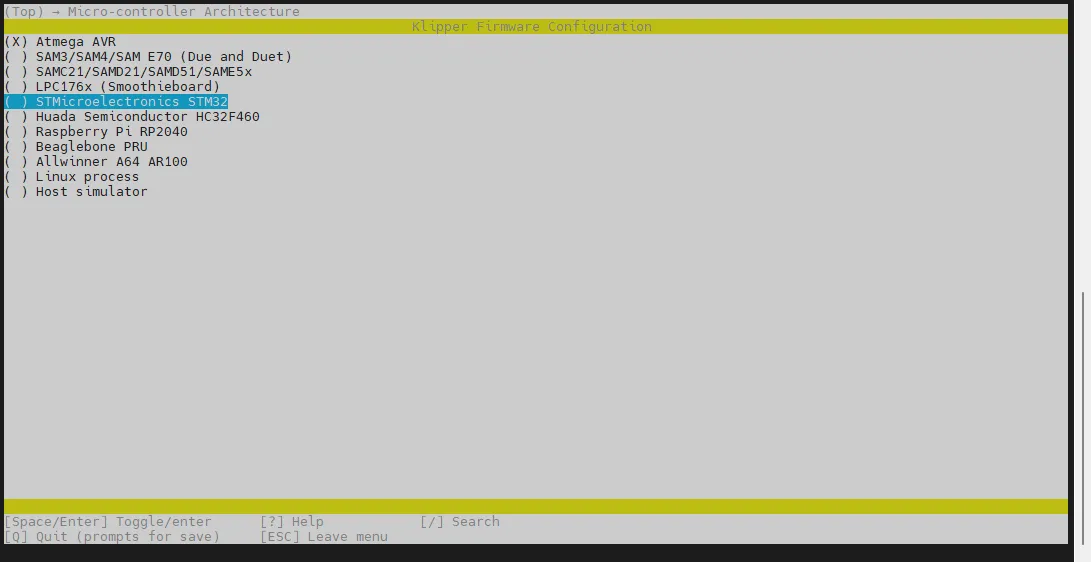 (Top) → Micro-controller Architecture
Klipper Firmware Configuration
(X) Atmega AVR
( ) SAM3/SAM4/SAM E70 (Due and Duet)
( ) SAMC21/SAMD21/SAMD51/SAME5x
( ) LPC176x (Smoothieboard)
( ) STMicroelectronics STM32
( ) Huada Semiconductor HC32F460
( ) Raspberry Pi RP2040
( ) Beaglebone PRU
( ) Allwinner A64 AR100
( ) Linux process
( ) Host simulator
[Space/Enter] Toggle/enter [?] Help [/] Search
[Q] Quit (prompts for save) [ESC] Leave menu